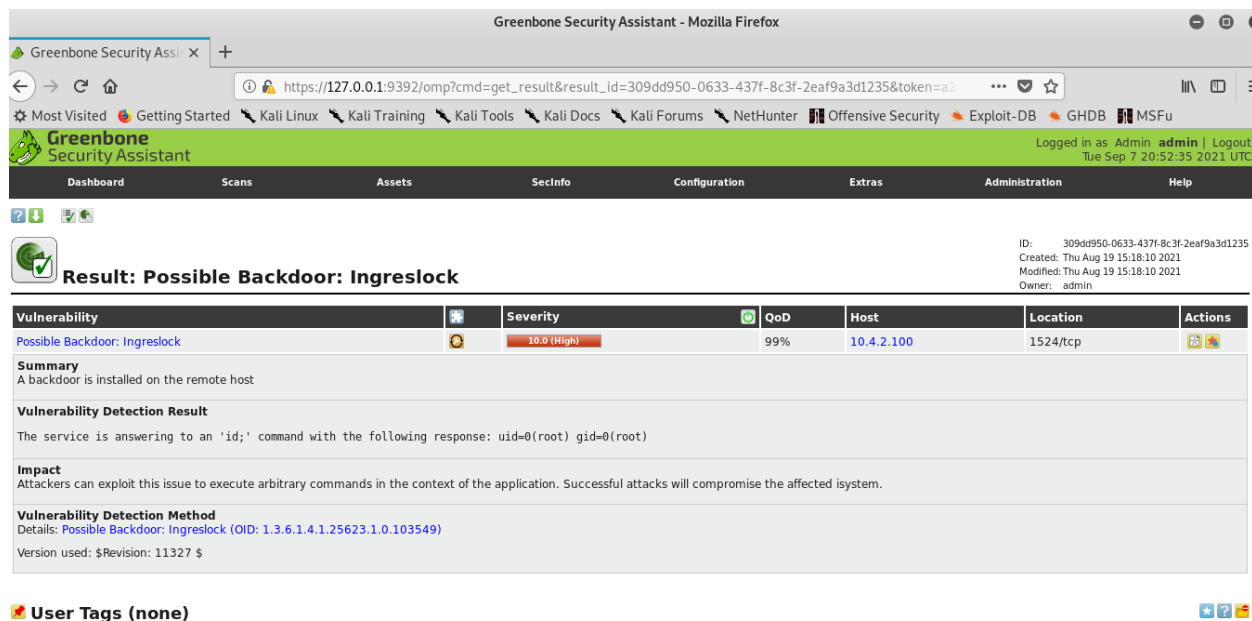 Greenbone Security Assistant - Mozilla Firefox
Greenbone Security Assis
https://127.0.0.1:9392/omp?cmd=get_result&result_id=309dd950-0633-437f-8c3f-2eaf9a3d1235&token=a2
Most Visited Getting Started Kali Linux Kali Training Kali Tools Kali Docs Kali Forums NetHunter Offensive Security Exploit-DB GHDB MSFu
Greenbone
Security Assistant
Logged in as Admin admin | Logout
Tue Sep 7 20:52:35 2021 UTC
Dashboard Scans Assets SecInfo Configuration Extras Administration Help
ID: 309dd950-0633-437f-8c3f-2eaf9a3d1235
Created: Thu Aug 19 15:18:10 2021
Modified: Thu Aug 19 15:18:10 2021
Owner: admin
Result: Possible Backdoor: Ingreslock
Vulnerability Severity QoD Host Location Actions
Possible Backdoor: Ingreslock 10.0 (High) 99% 10.4.2.100 1524/tcp
Summary
A backdoor is installed on the remote host
Vulnerability Detection Result
The service is answering to an 'id;' command with the following response: uid=0(root) gid=0(root)
Impact
Attackers can exploit this issue to execute arbitrary commands in the context of the application. Successful attacks will compromise the affected isystem.
Vulnerability Detection Method
Details: Possible Backdoor: Ingreslock (OID: 1.3.6.1.4.1.25623.1.0.103549)
Version used: $Revision: 11327 $
User Tags (none)